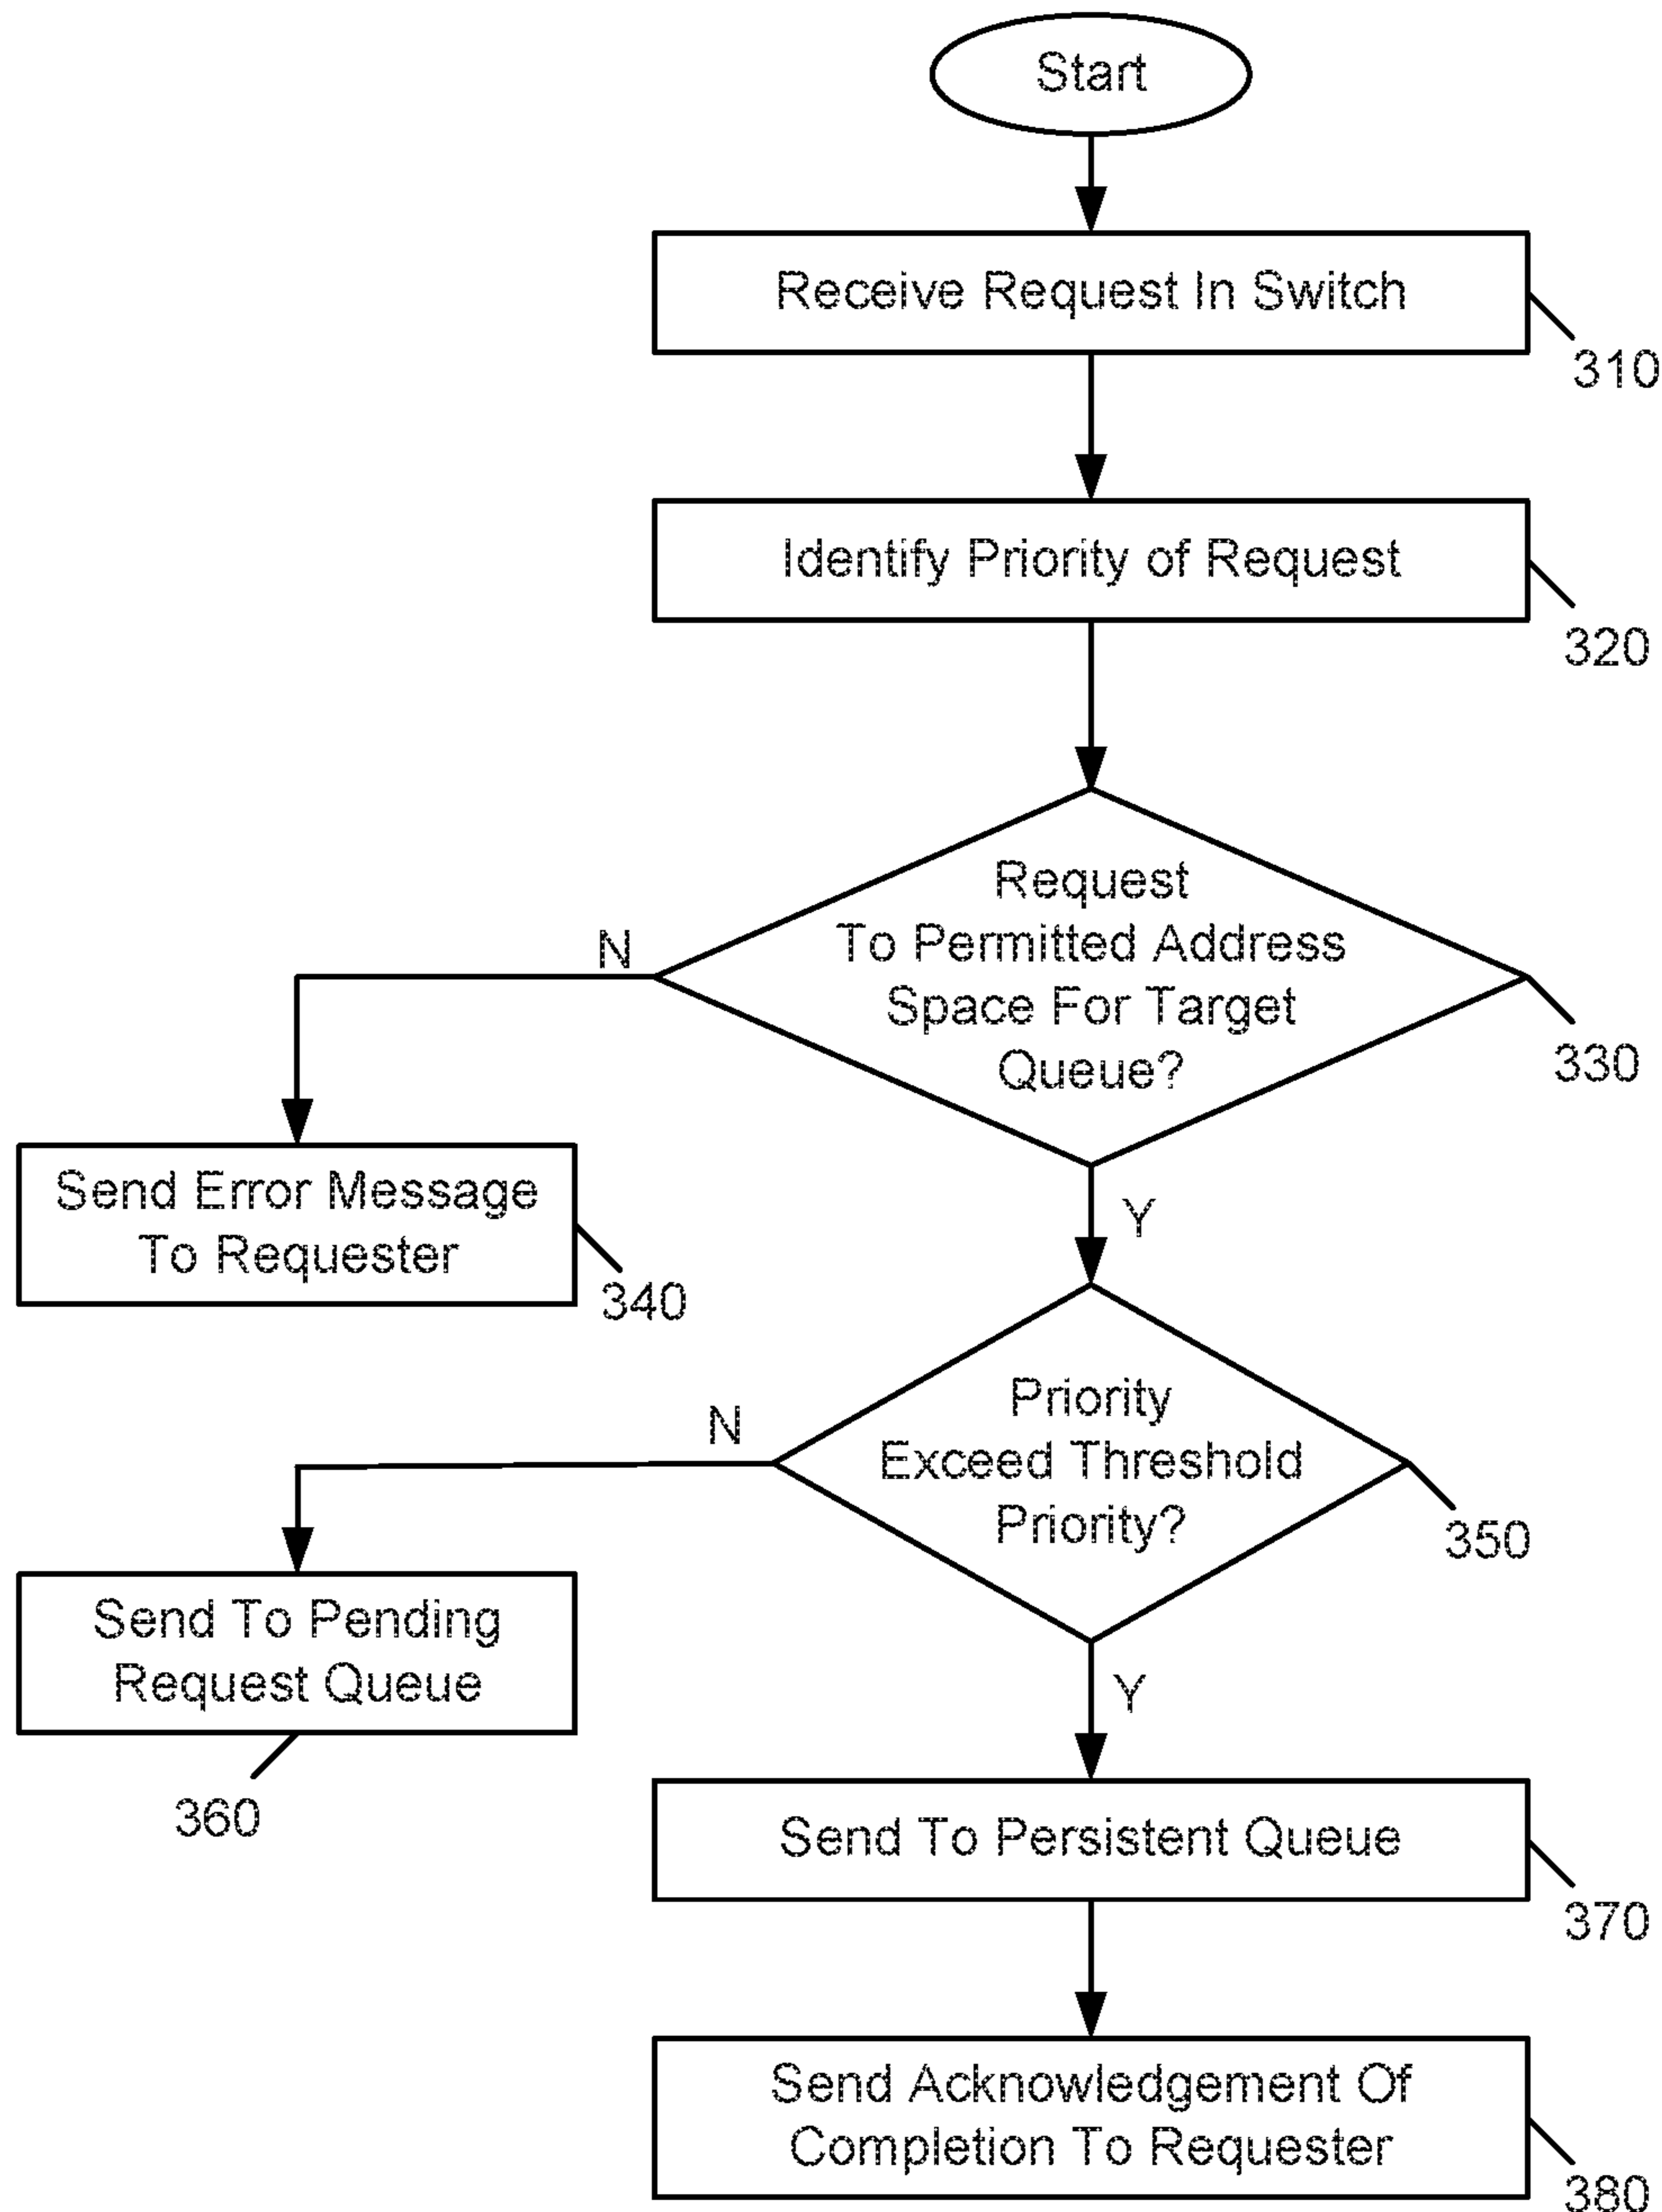 Start
Receive Request In Switch
310
Identify Priority of Request
320
Request
To Permitted Address
Space For Target
Queue?
330
N
Send Error Message
To Requester
340
Y
Priority
Exceed Threshold
Priority?
350
N
Send To Pending
Request Queue
360
Y
Send To Persistent Queue
370
Send Acknowledgement Of
Completion To Requester
380